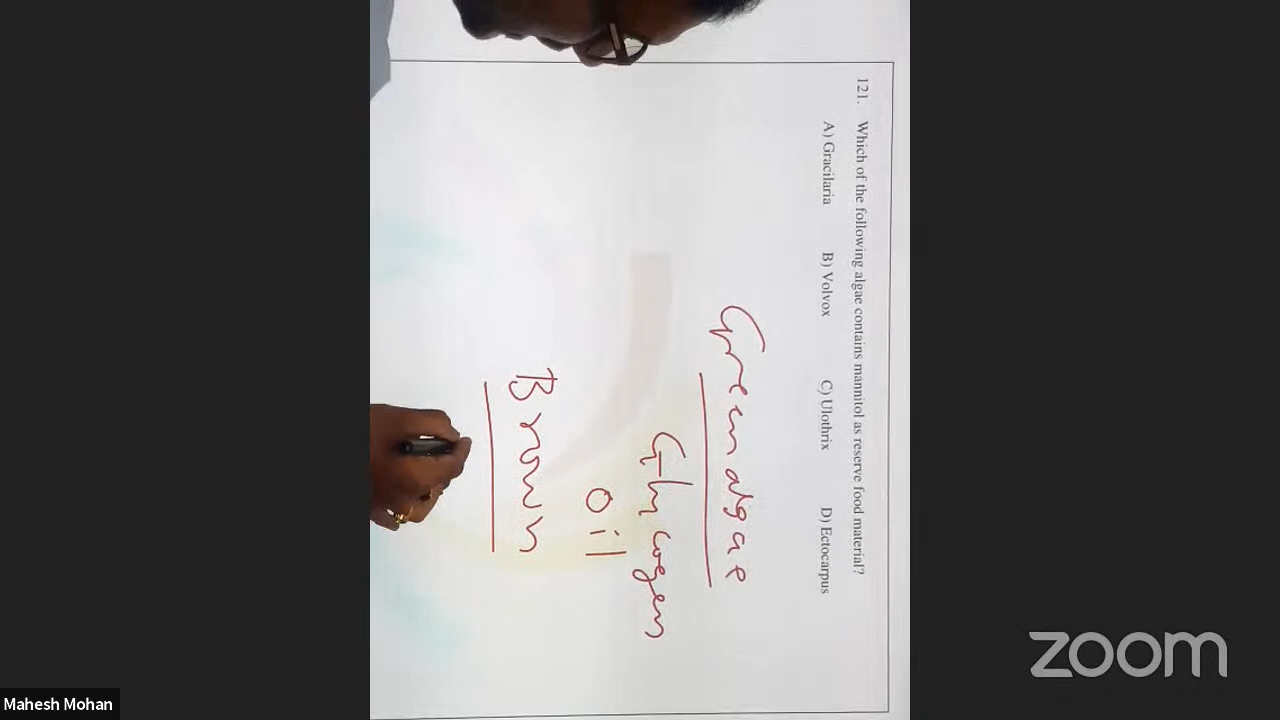 121. Which of the following algae contains mannitol as reserve food material?
A) Gracilaria B) Volvox C) Ulothrix D) Ectocarpus
Green algae
Glycogen
Oil
Brown
zoom
Mahesh Mohan